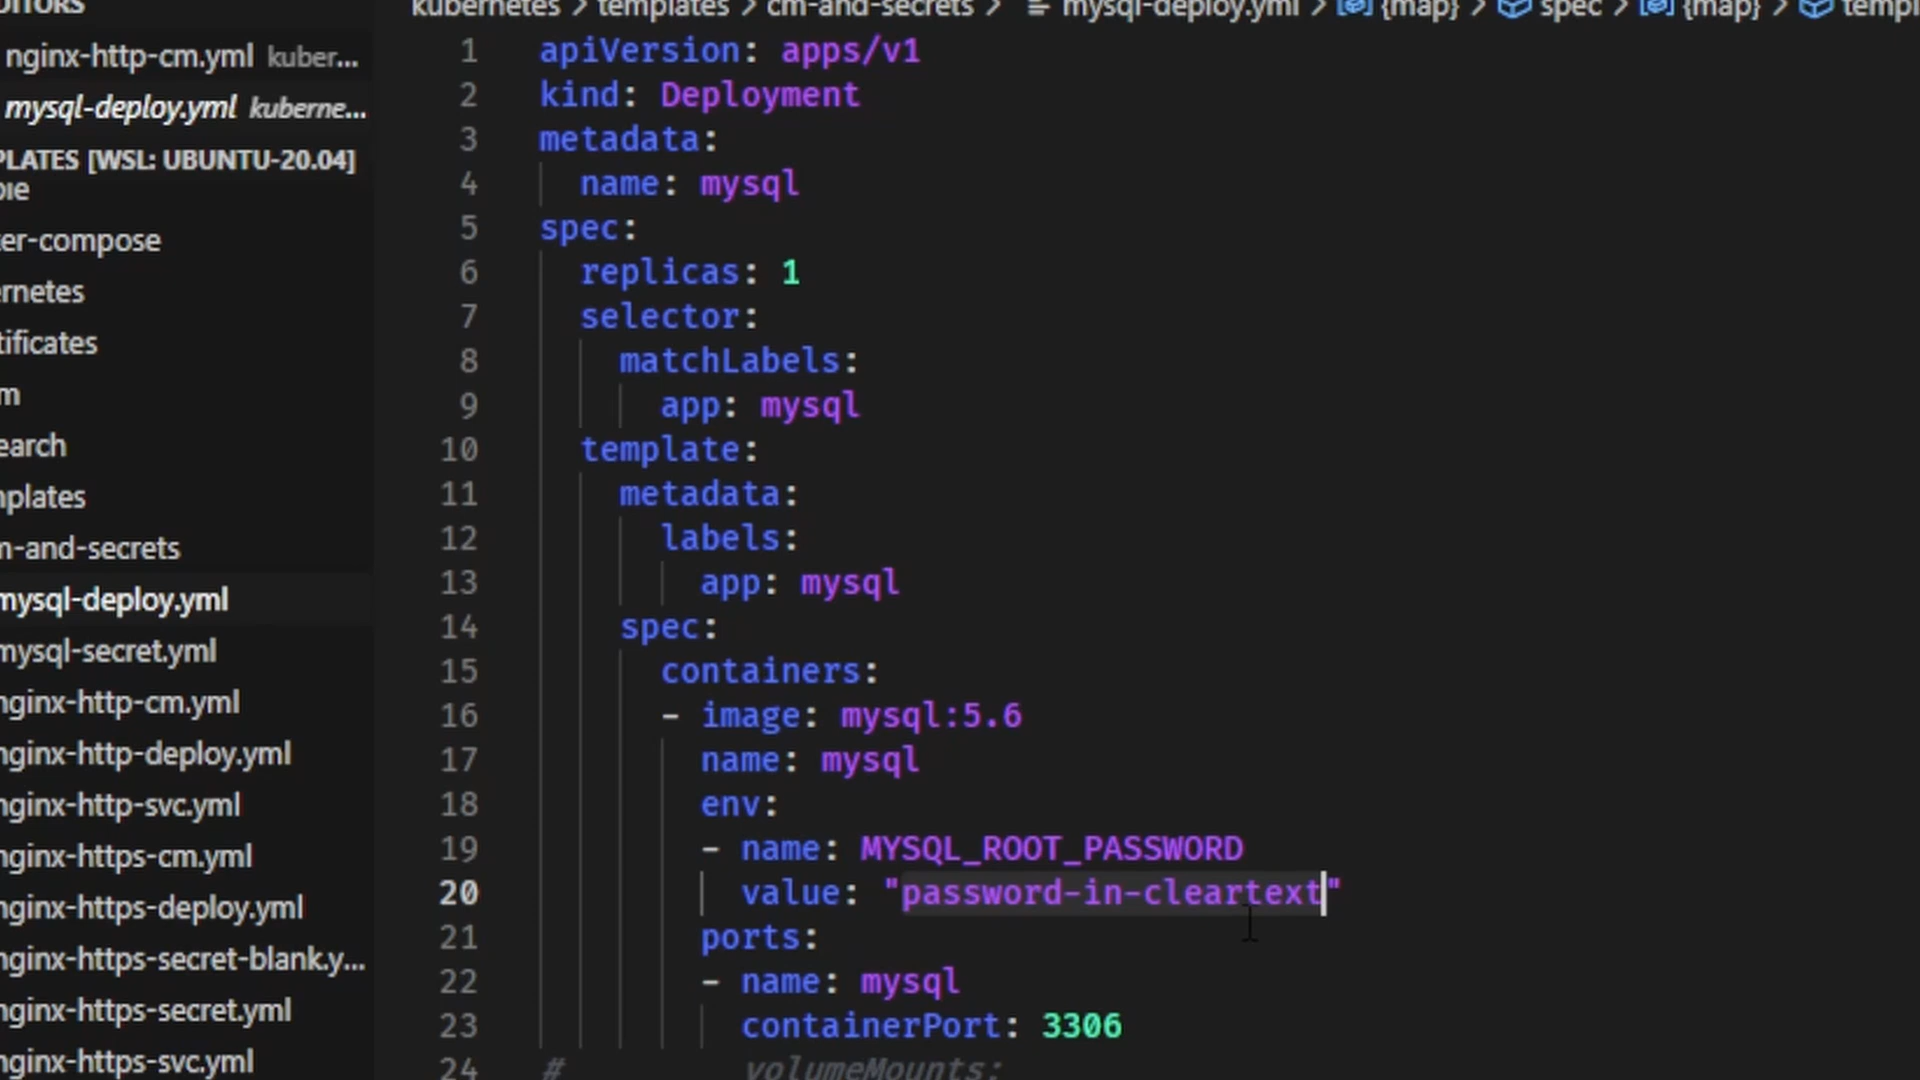 kubernetes > templates > cm-and-secrets > mysql-deploy.yml > {map} > spec > {map} >
nginx-http-cm.yml kuber...
mysql-deploy.yml kuberne...
PLATES [WSL: UBUNTU-20.04]
er-compose
rnetes
tificates
m
earch
plates
m-and-secrets
mysql-deploy.yml
mysql-secret.yml
nginx-http-cm.yml
nginx-http-deploy.yml
nginx-http-svc.yml
nginx-https-cm.yml
nginx-https-deploy.yml
nginx-https-secret-blank.y...
nginx-https-secret.yml
nginx-https-svc.yml
1 apiVersion: apps/v1
2 kind: Deployment
3 metadata:
4 name: mysql
5 spec:
6 replicas: 1
7 selector:
8 matchLabels:
9 app: mysql
10 template:
11 metadata:
12 labels:
13 app: mysql
14 spec:
15 containers:
16 - image: mysql:5.6
17 name: mysql
18 env:
19 - name: MYSQL_ROOT_PASSWORD
20 value: "password-in-cleartext"
21 ports:
22 - name: mysql
23 containerPort: 3306
24 # volumeMounts: